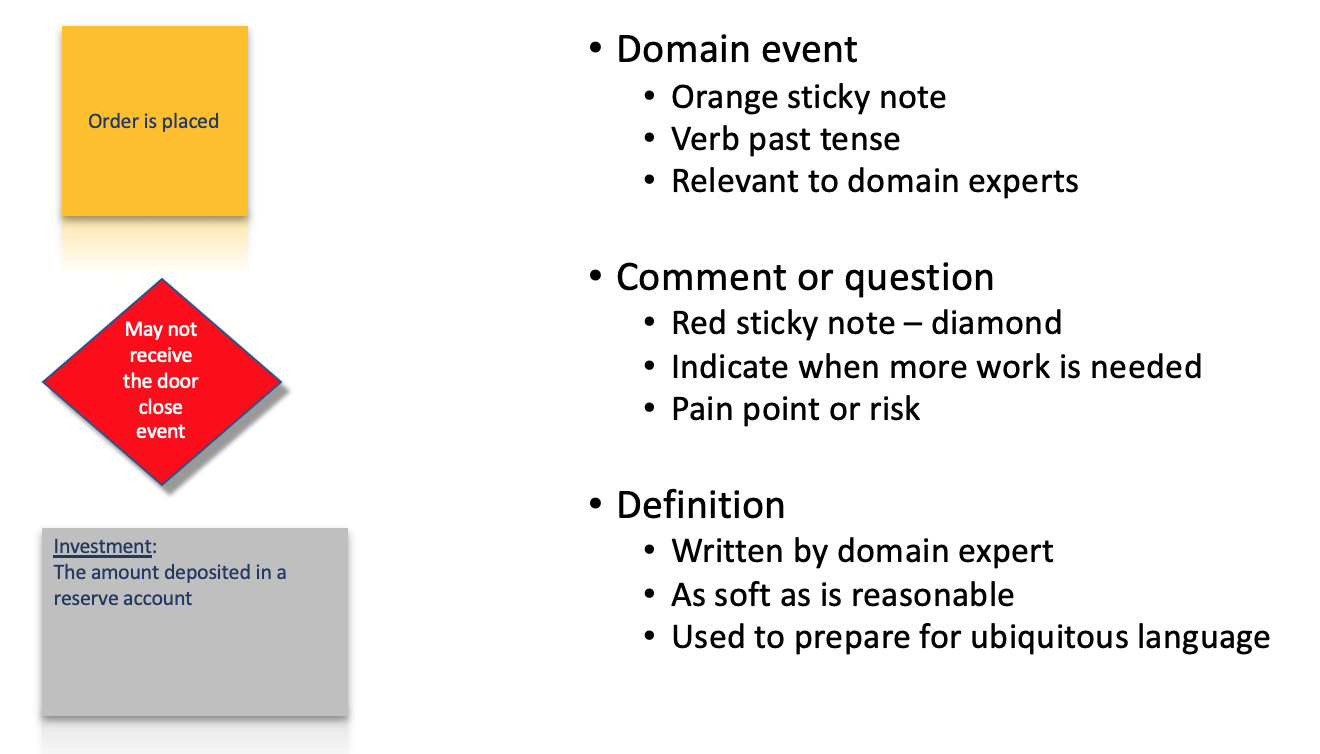 Order is placed
May not
receive
the door
close
event
Investment:
The amount deposited in a
reserve account
• Domain event
• Orange sticky note
• Verb past tense
• Relevant to domain experts
• Comment or question
• Red sticky note – diamond
• Indicate when more work is needed
• Pain point or risk
• Definition
• Written by domain expert
• As soft as is reasonable
• Used to prepare for ubiquitous language